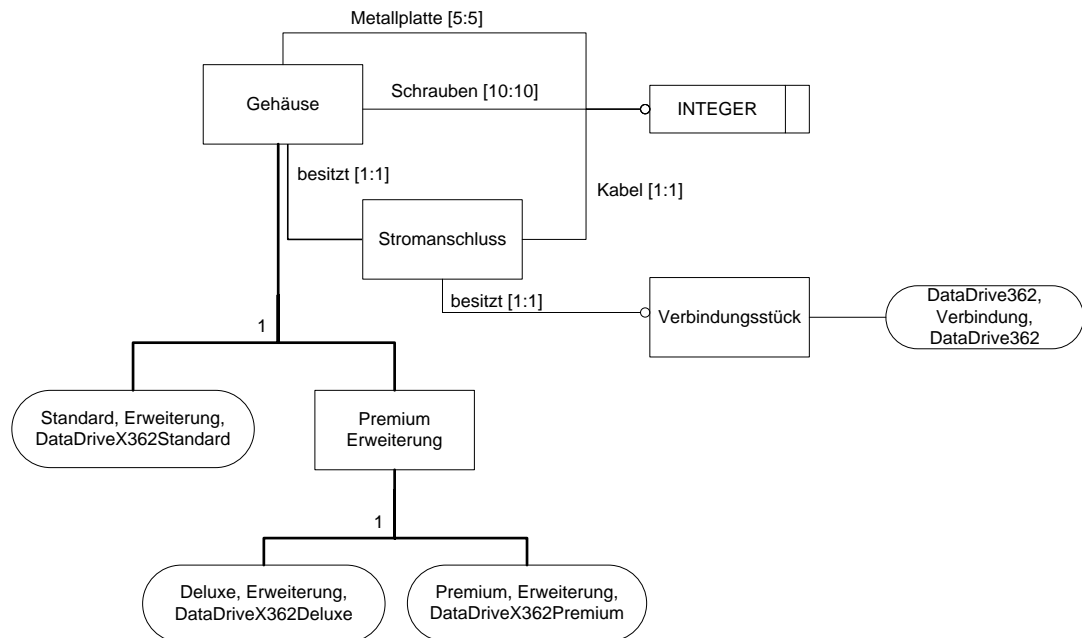 Metallplatte [5:5]
Gehäuse
Schrauben [10:10]
INTEGER
besitzt [1:1]
Kabel [1:1]
Stromanschluss
besitzt [1:1]
Verbindungsstück
DataDrive362,
Verbindung,
DataDrive362
1
Standard, Erweiterung,
DataDriveX362Standard
Premium
Erweiterung
1
Deluxe, Erweiterung,
DataDriveX362Deluxe
Premium, Erweiterung,
DataDriveX362Premium